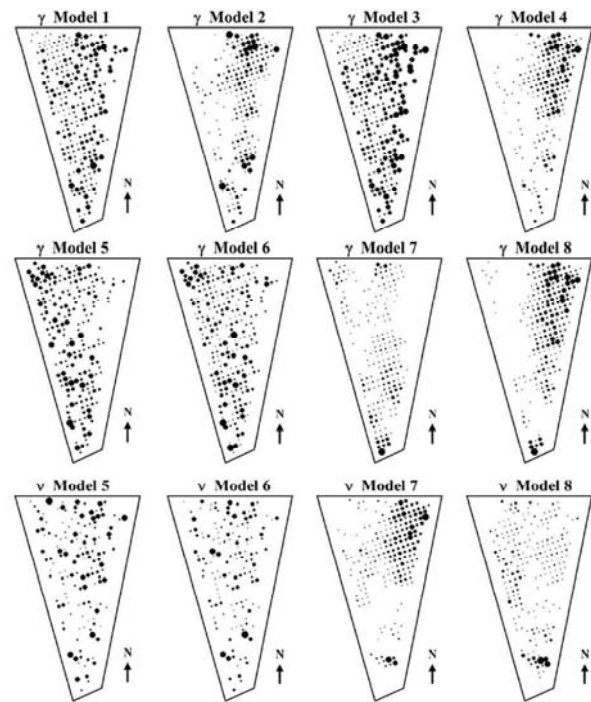 γ Model 1 γ Model 2 γ Model 3 γ Model 4
N N N N
γ Model 5 γ Model 6 γ Model 7 γ Model 8
N N N N
ν Model 5 ν Model 6 ν Model 7 ν Model 8
N N N N